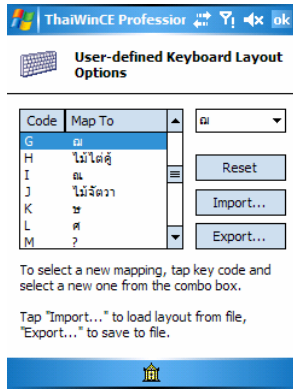 ThaiWinCE Professior ok
User-defined Keyboard Layout
Options
Code Map To
G ฌ
H ไม้ไต่คู้
I ณ
J ไม้จัตวา
K ษ
L ศ
M ?
ฌ
Reset
Import...
Export...
To select a new mapping, tap key code and
select a new one from the combo box.
Tap "Import..." to load layout from file,
"Export..." to save to file.